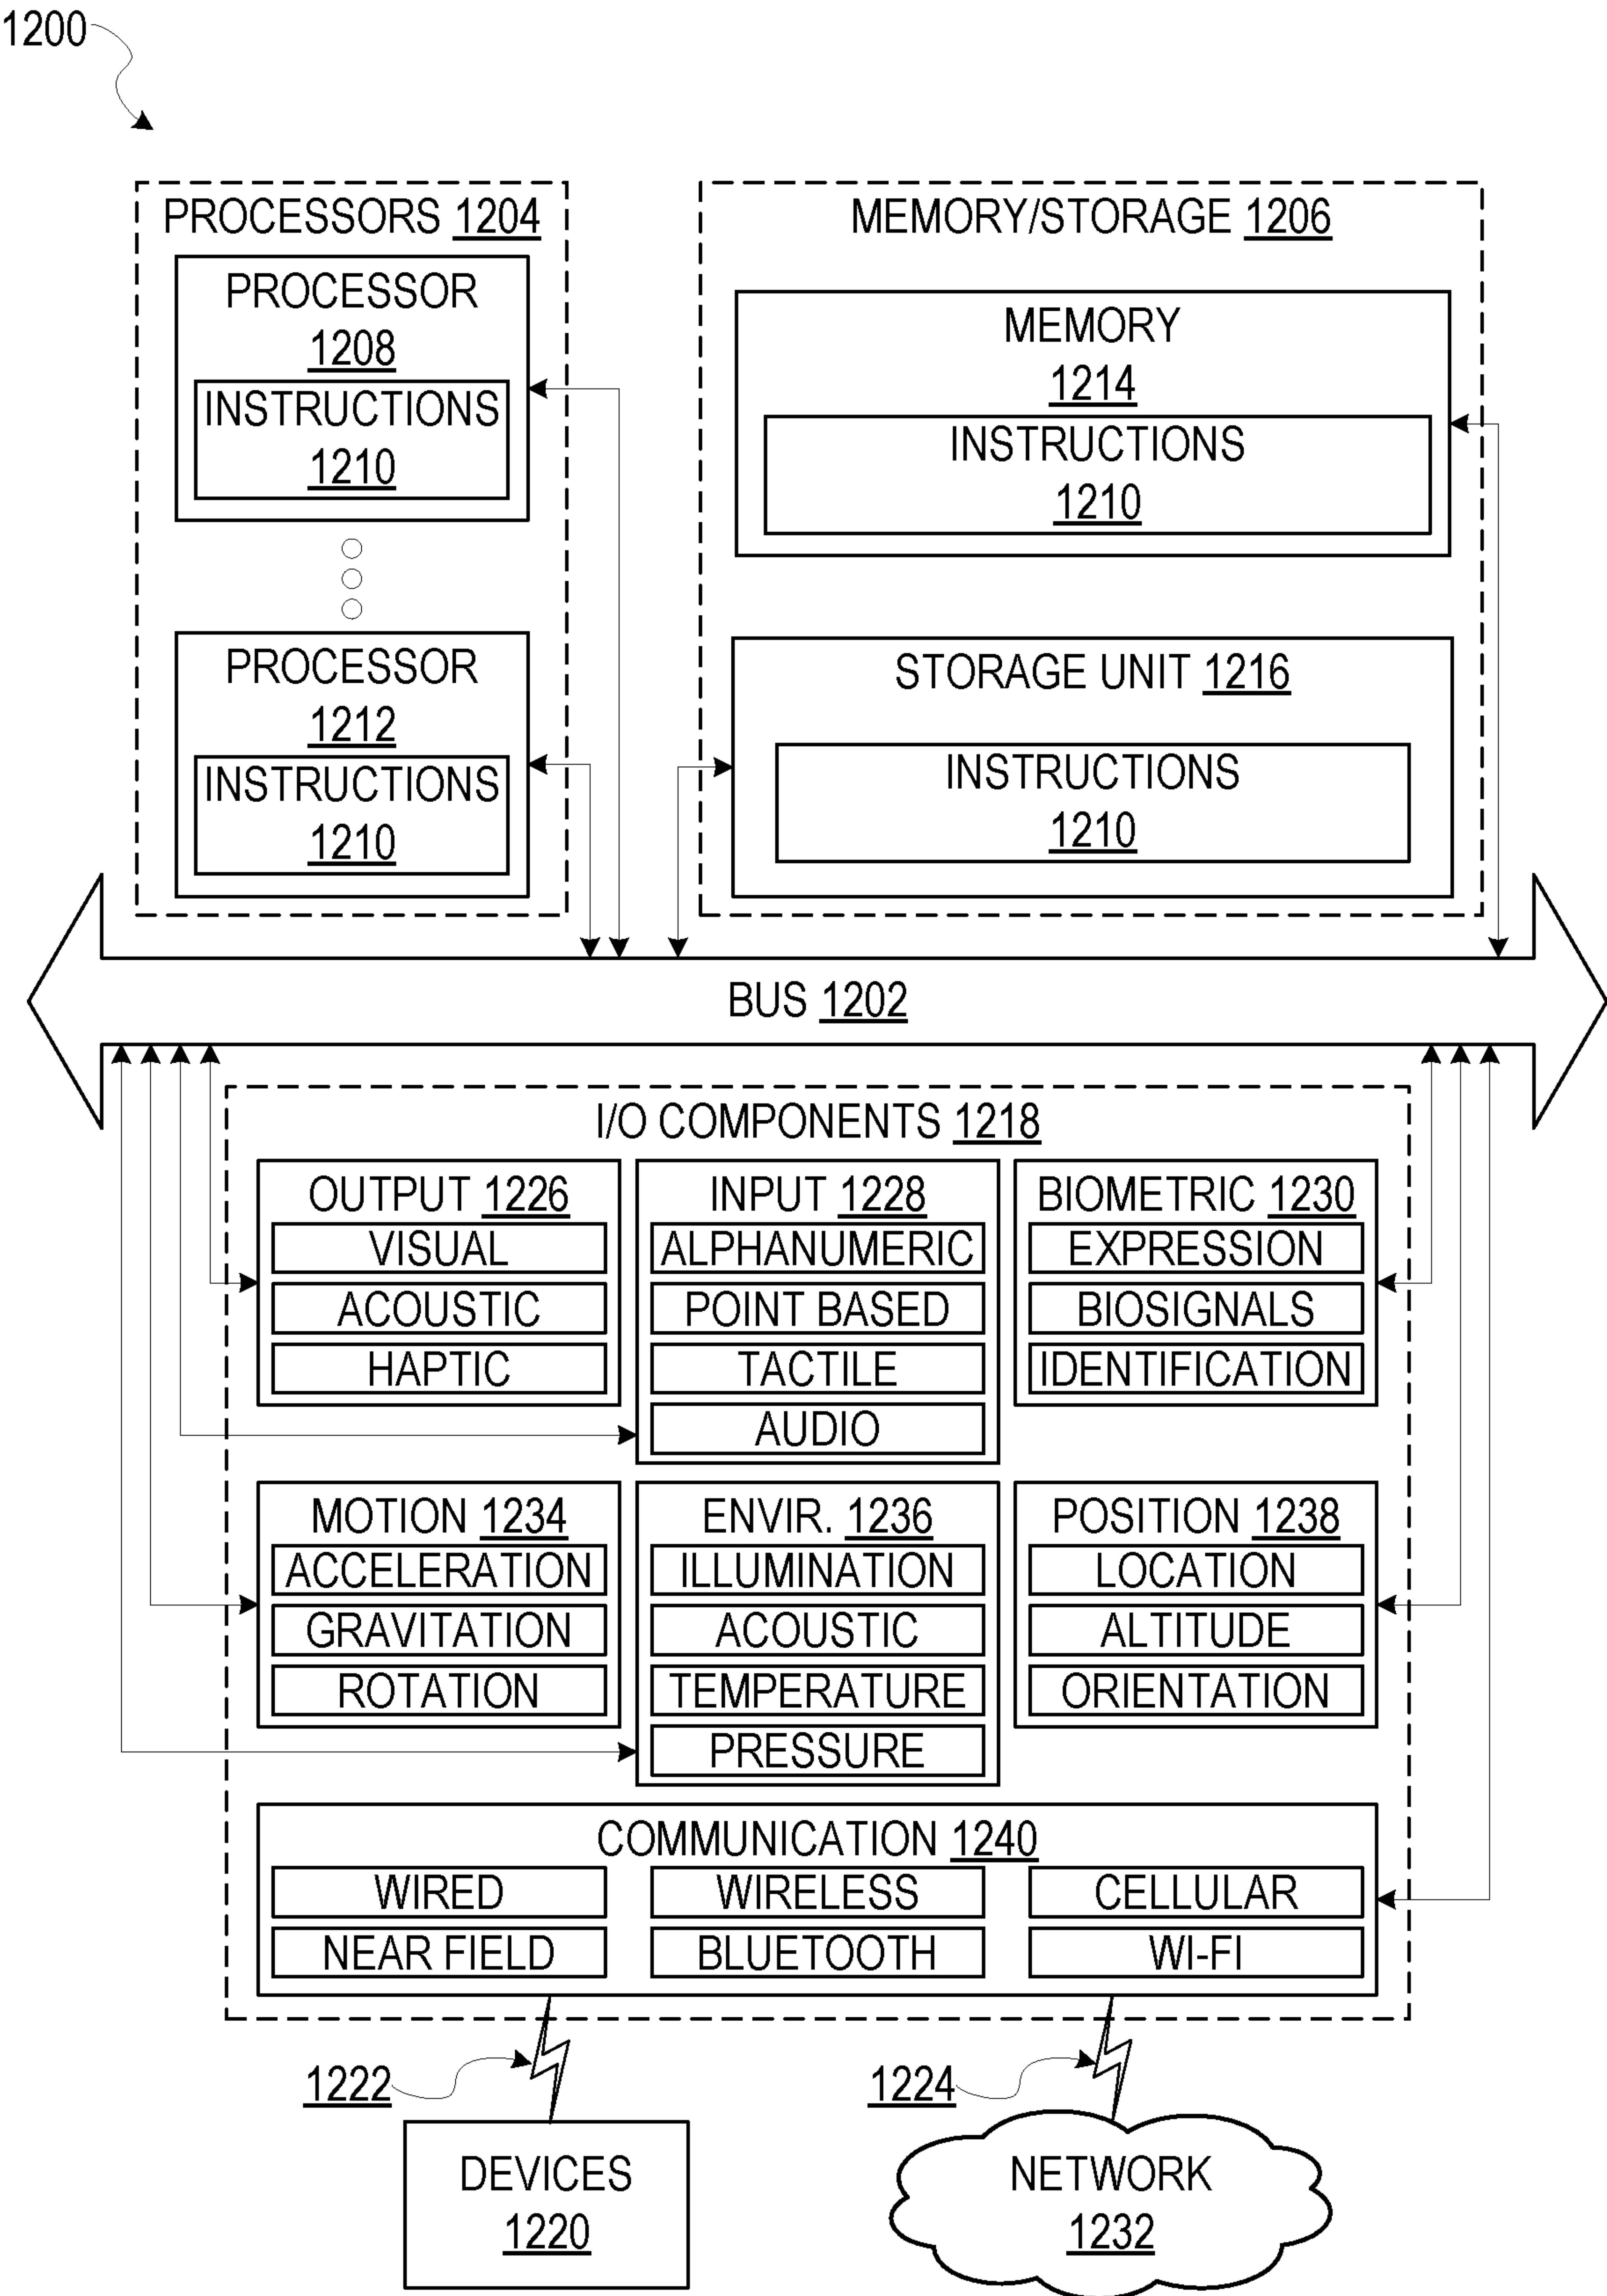 1200
PROCESSORS 1204
PROCESSOR
1208
INSTRUCTIONS
1210
PROCESSOR
1212
INSTRUCTIONS
1210
MEMORY/STORAGE 1206
MEMORY
1214
INSTRUCTIONS
1210
STORAGE UNIT 1216
INSTRUCTIONS
1210
BUS 1202
I/O COMPONENTS 1218
OUTPUT 1226
VISUAL
ACOUSTIC
HAPTIC
INPUT 1228
ALPHANUMERIC
POINT BASED
TACTILE
AUDIO
BIOMETRIC 1230
EXPRESSION
BIOSIGNALS
IDENTIFICATION
MOTION 1234
ACCELERATION
GRAVITATION
ROTATION
ENVIR. 1236
ILLUMINATION
ACOUSTIC
TEMPERATURE
PRESSURE
POSITION 1238
LOCATION
ALTITUDE
ORIENTATION
COMMUNICATION 1240
WIRED
WIRELESS
CELLULAR
NEAR FIELD
BLUETOOTH
WI-FI
1222
1224
DEVICES
1220
NETWORK
1232